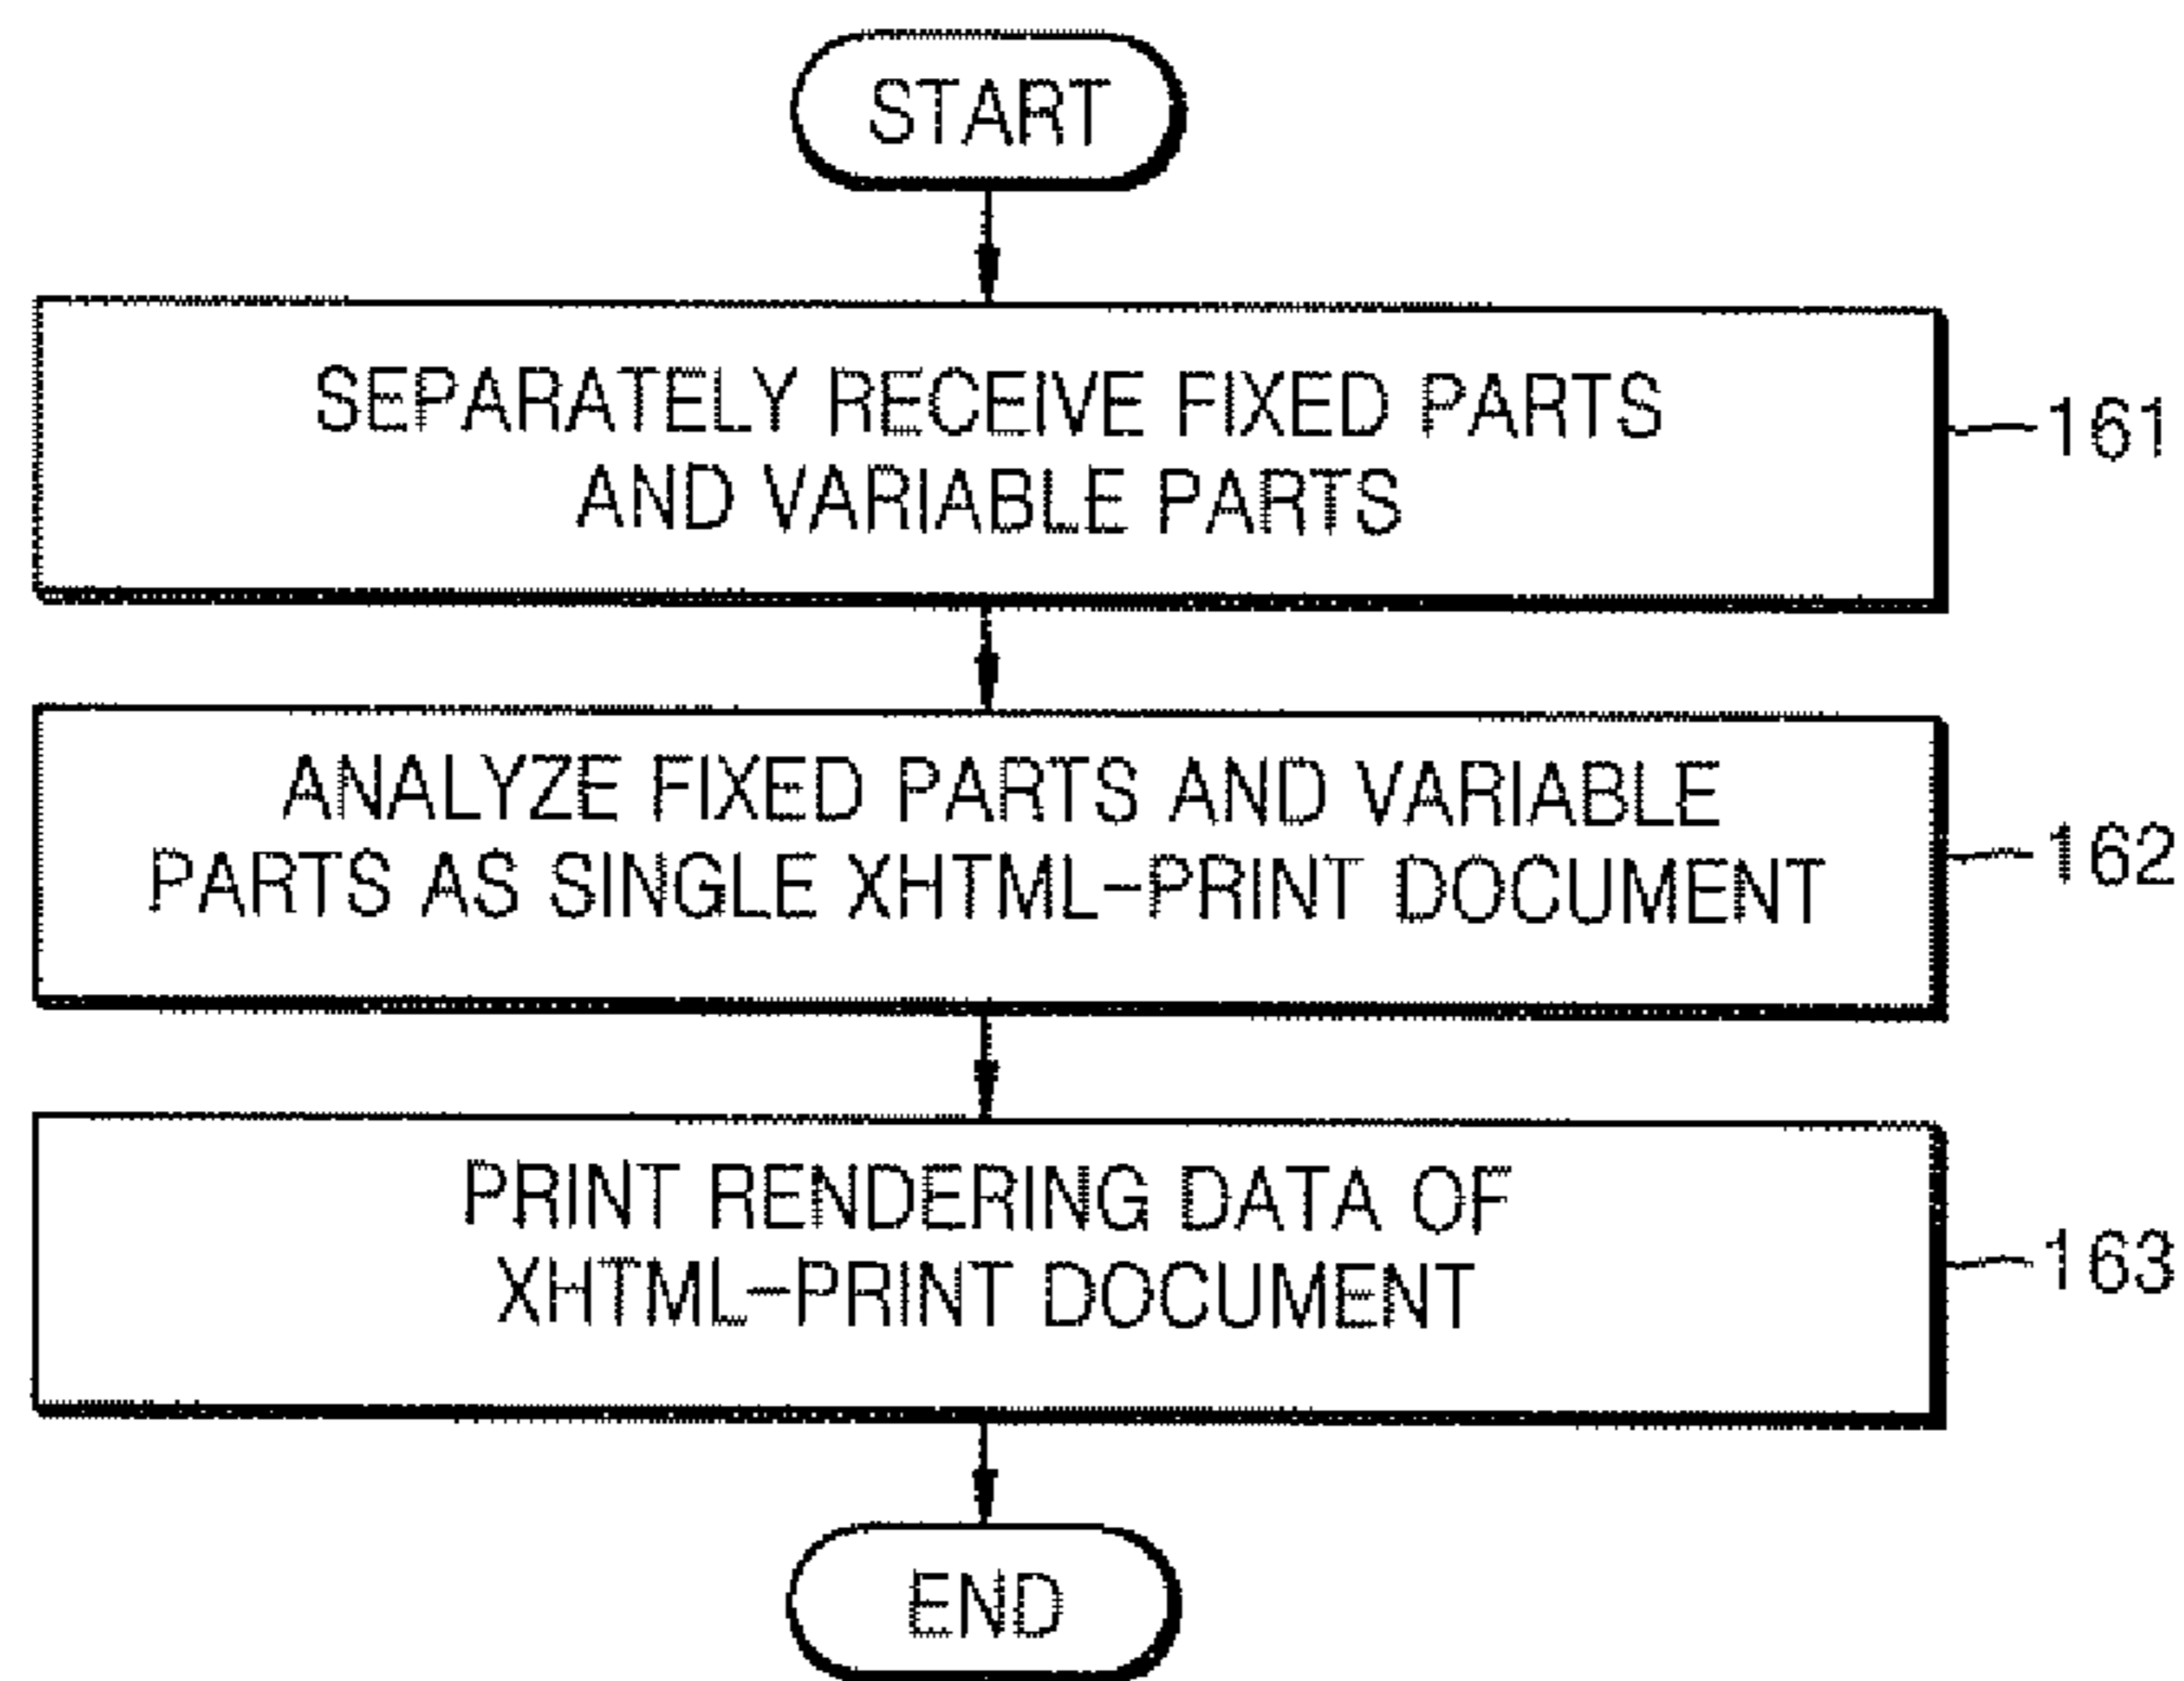 START
SEPARATELY RECEIVE FIXED PARTS
AND VARIABLE PARTS
161
ANALYZE FIXED PARTS AND VARIABLE
PARTS AS SINGLE XHTML-PRINT DOCUMENT
162
PRINT RENDERING DATA OF
XHTML-PRINT DOCUMENT
163
END